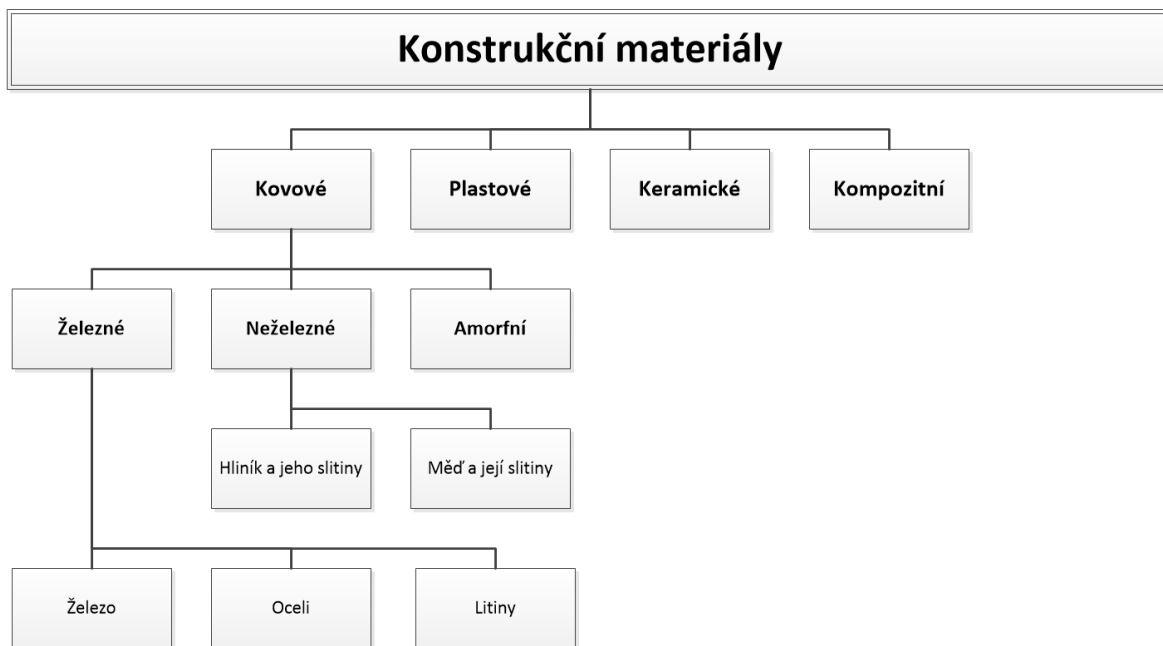 Konstrukční materiály
Kovové
Plastové
Keramické
Kompozitní
Železné
Neželezné
Amorfní
Hliník a jeho slitiny
Měď a její slitiny
Železo
Oceli
Litiny